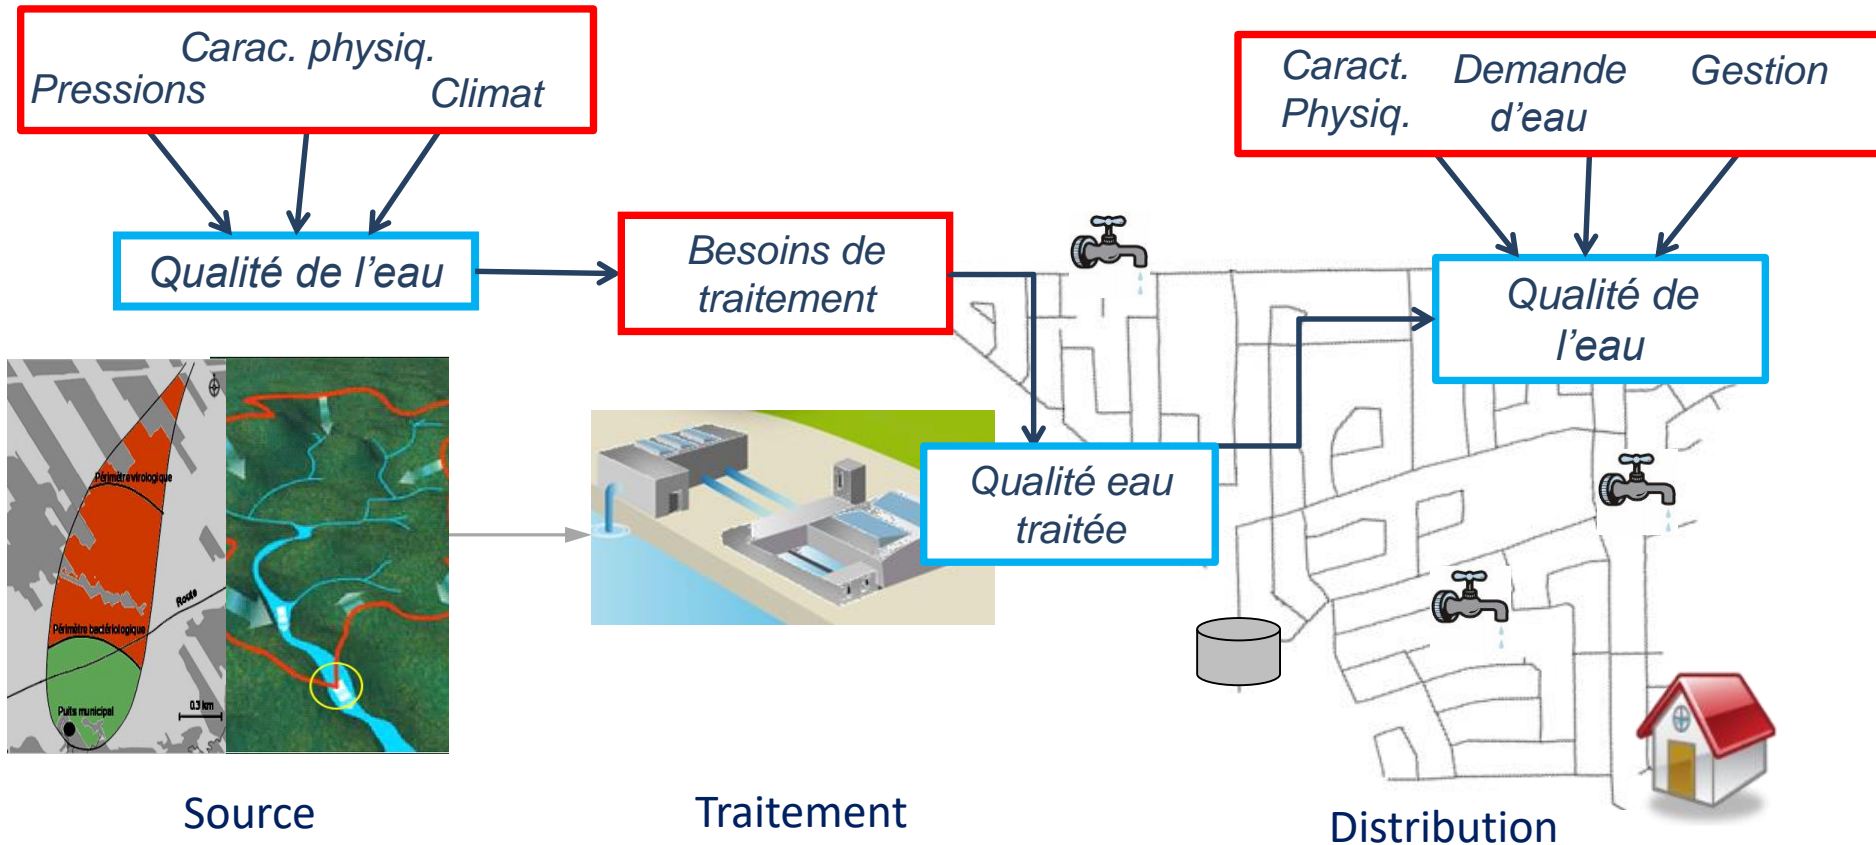 Carac. physiq.
Pressions
Climat
Qualité de l'eau
Besoins de
traitement
Caract.
Physiq.
Demande
d'eau
Gestion
Qualité de
l'eau
Qualité eau
traitée
Périmètre virologique
Route
Périmètre bactériologique
Puits municipal
0.3 km
Source
Traitement
Distribution